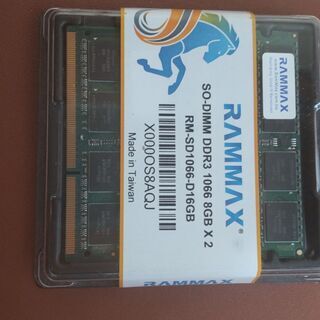 RAMMAX®
SO-DIMM DDR3 1066 8GB X 2
RM-SD1066-D16GB
X000OS8AQJ
Made in Taiwan
RAMMAX